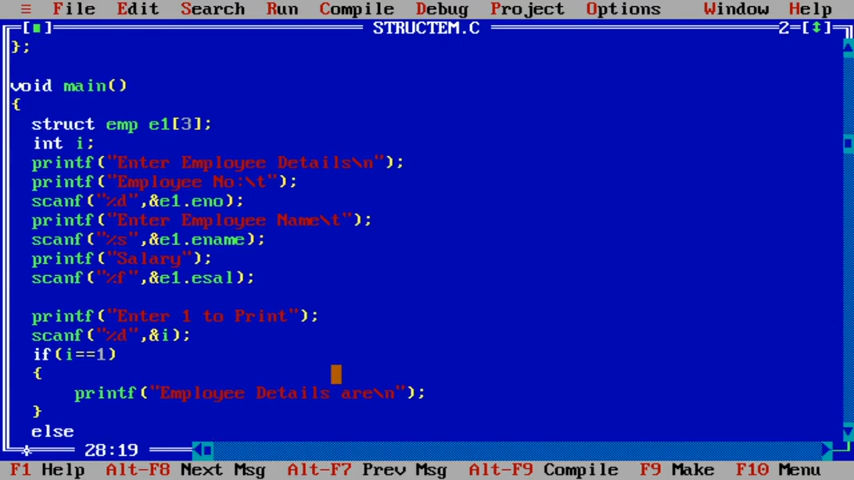 ≡ File Edit Search Run Compile Debug Project Options Window Help
[■] STRUCTEM.C 2=[↕]
};
void main()
{
struct emp e1[3];
int i;
printf("Enter Employee Details\n");
printf("Employee No:\t");
scanf("%d",&e1.eno);
printf("Enter Employee Name\t");
scanf("%s",&e1.ename);
printf("Salary");
scanf("%f",&e1.esal);
printf("Enter 1 to Print");
scanf("%d",&i);
if(i==1)
{
printf("Employee Details are\n");
}
else
* 28:19
F1 Help Alt-F8 Next Msg Alt-F7 Prev Msg Alt-F9 Compile F9 Make F10 Menu